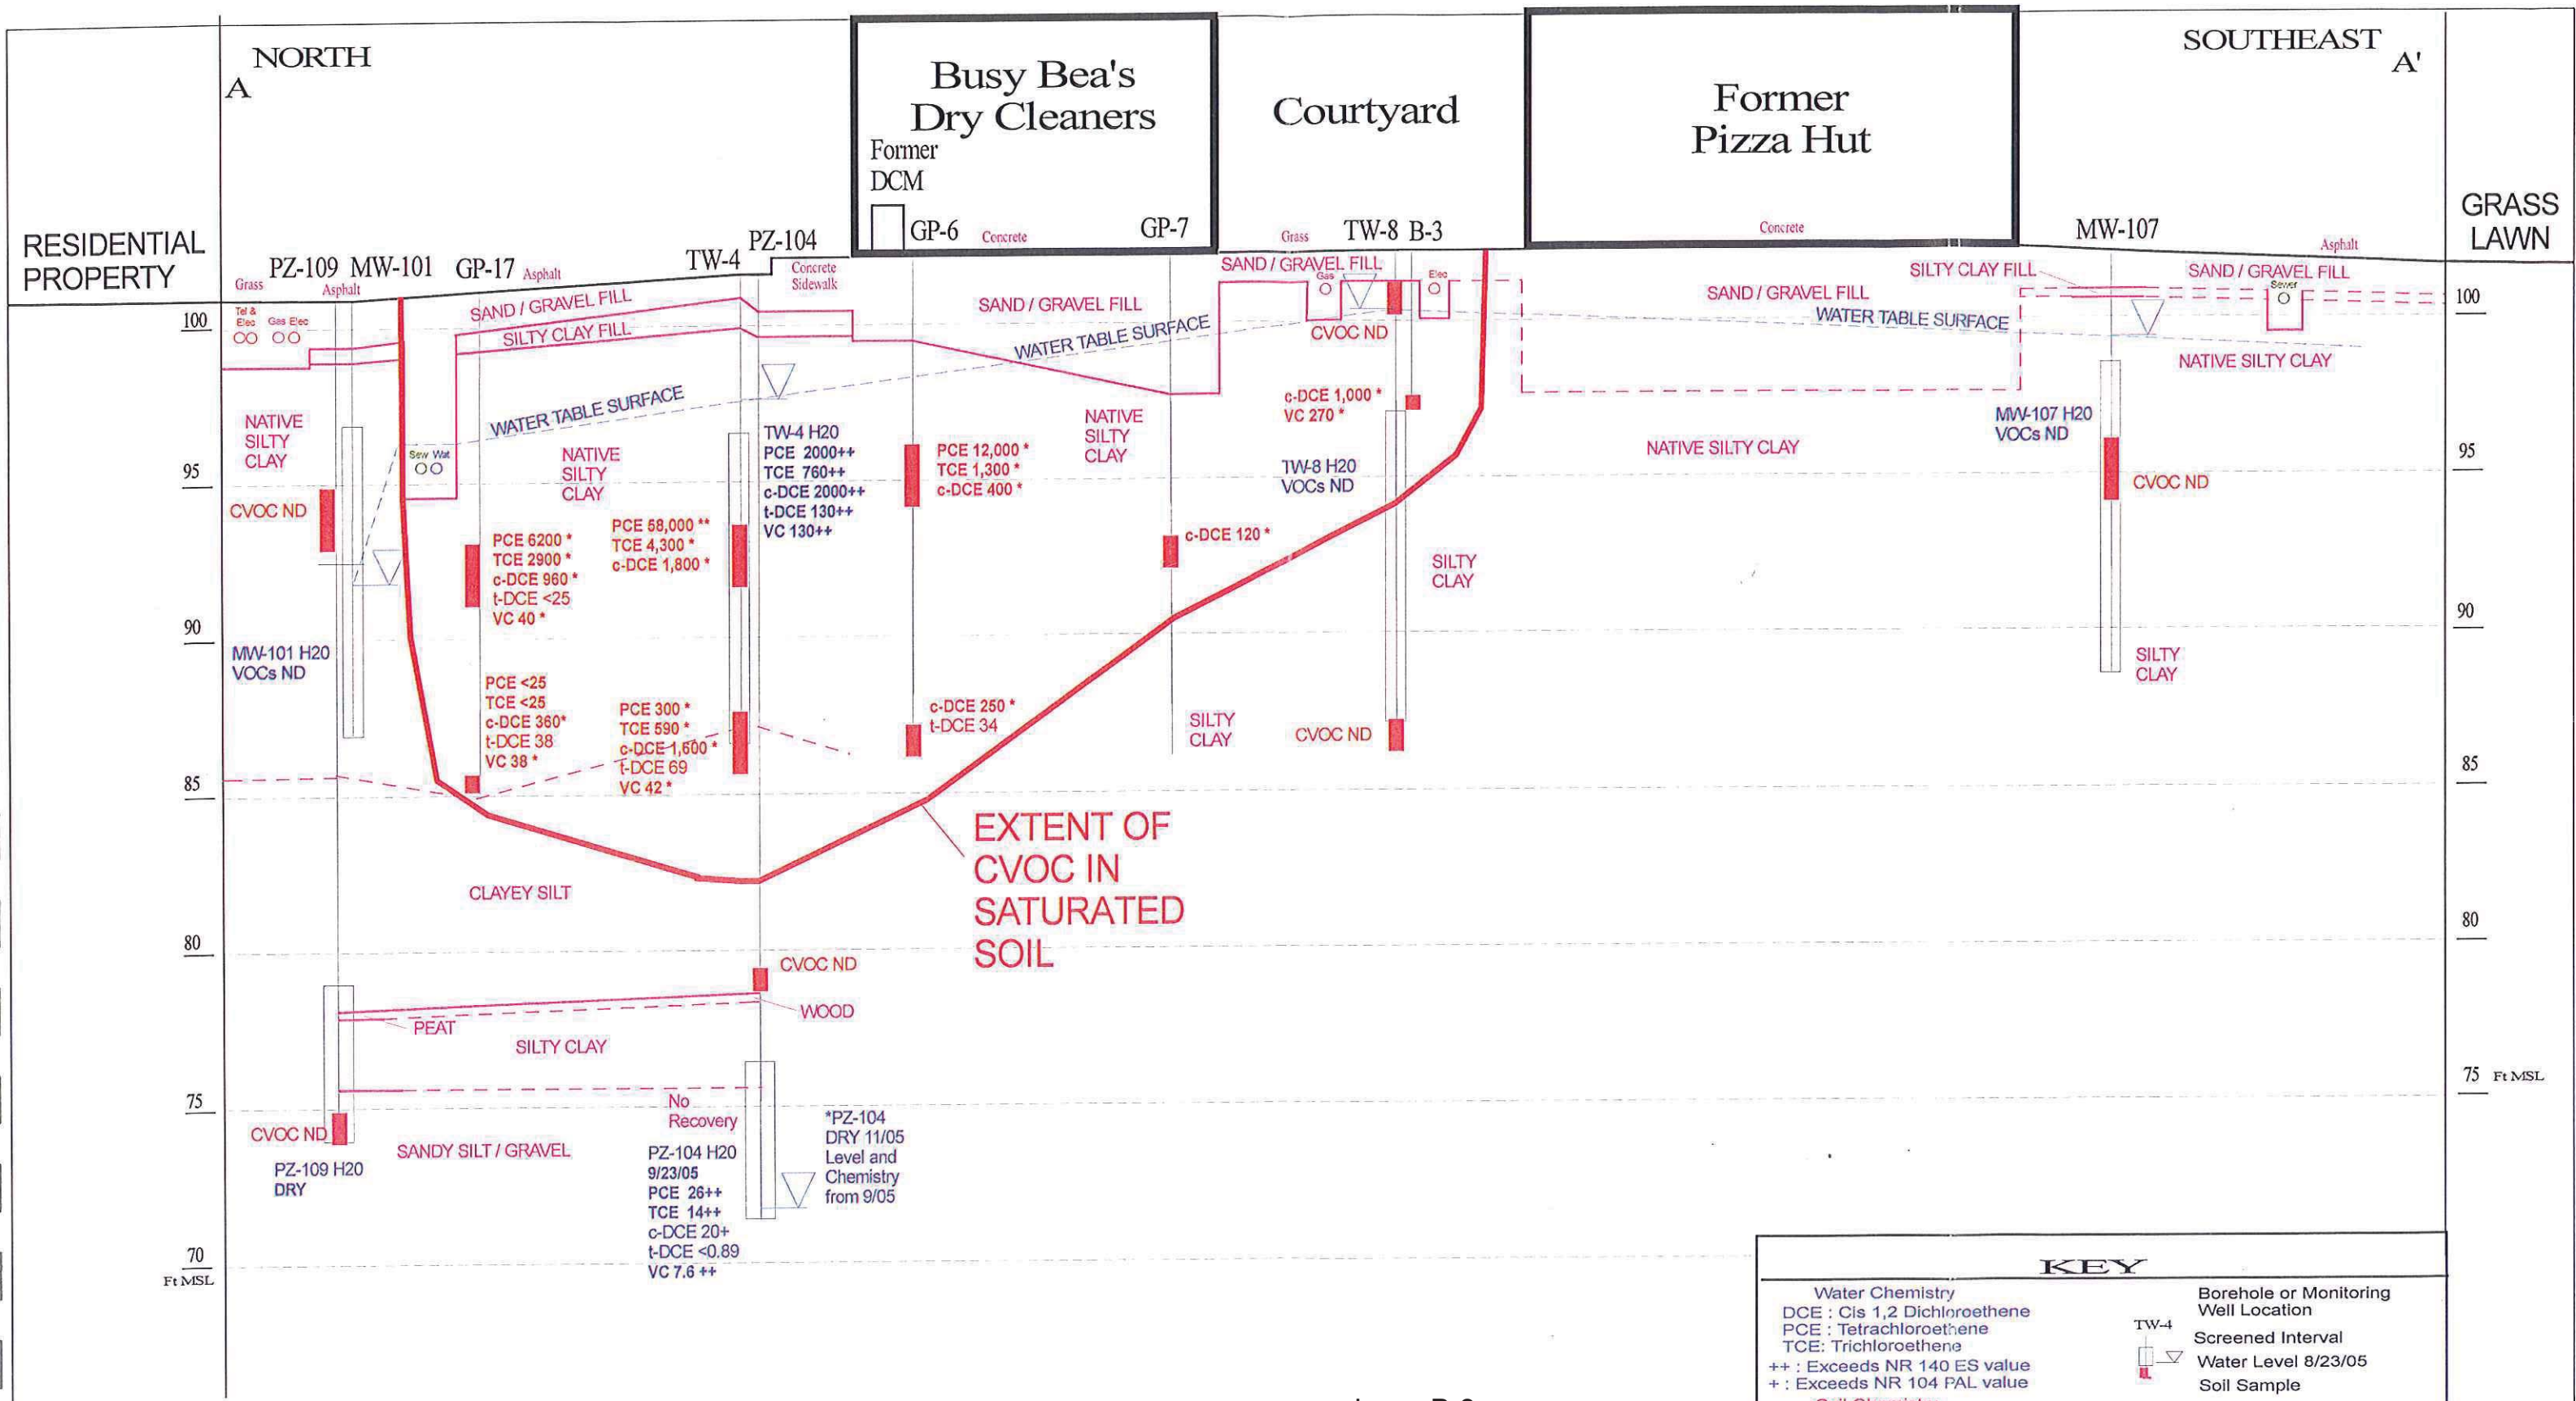 NORTH
A
SOUTHEAST
A'
Busy Bea's
Dry Cleaners
Former
DCM
Courtyard
Former
Pizza Hut
RESIDENTIAL
PROPERTY
GRASS
LAWN
PZ-109 MW-101 GP-17 Asphalt
TW-4
PZ-104
GP-6 Concrete
GP-7
Grass
TW-8 B-3
Concrete
MW-107
Asphalt
Grass
Asphalt
Concrete
Sidewalk
SAND / GRAVEL FILL
SILTY CLAY FILL
SAND / GRAVEL FILL
SAND / GRAVEL FILL
SAND / GRAVEL FILL
SILTY CLAY FILL
SAND / GRAVEL FILL
Tel &
Elec
Gas Elec
Gas
Elec
Sewer
Sew Wat
WATER TABLE SURFACE
WATER TABLE SURFACE
WATER TABLE SURFACE
100
95
90
85
80
75
70
Ft MSL
100
95
90
85
80
75 Ft MSL
NATIVE
SILTY
CLAY
CVOC ND
MW-101 H20
VOCs ND
NATIVE
SILTY
CLAY
PCE 6200 *
TCE 2900 *
c-DCE 960 *
t-DCE <25
VC 40 *
PCE <25
TCE <25
c-DCE 360*
t-DCE 38
VC 38 *
PCE 58,000 **
TCE 4,300 *
c-DCE 1,800 *
PCE 300 *
TCE 590 *
c-DCE 1,600 *
t-DCE 69
VC 42 *
TW-4 H20
PCE 2000++
TCE 760++
c-DCE 2000++
t-DCE 130++
VC 130++
PCE 12,000 *
TCE 1,300 *
c-DCE 400 *
c-DCE 250 *
t-DCE 34
NATIVE
SILTY
CLAY
c-DCE 120 *
SILTY
CLAY
CVOC ND
c-DCE 1,000 *
VC 270 *
TW-8 H20
VOCs ND
SILTY
CLAY
CVOC ND
NATIVE SILTY CLAY
NATIVE SILTY CLAY
MW-107 H20
VOCs ND
CVOC ND
SILTY
CLAY
EXTENT OF
CVOC IN
SATURATED
SOIL
CLAYEY SILT
CVOC ND
WOOD
PEAT
SILTY CLAY
No
Recovery
CVOC ND
SANDY SILT / GRAVEL
PZ-109 H20
DRY
PZ-104 H20
9/23/05
PCE 26++
TCE 14++
c-DCE 20+
t-DCE <0.89
VC 7.6 ++
*PZ-104
DRY 11/05
Level and
Chemistry
from 9/05
KEY
Water Chemistry
DCE : Cis 1,2 Dichloroethene
PCE : Tetrachloroethene
TCE: Trichloroethene
++ : Exceeds NR 140 ES value
+ : Exceeds NR 104 PAL value
Borehole or Monitoring
Well Location
TW-4
Screened Interval
Water Level 8/23/05
Soil Sample